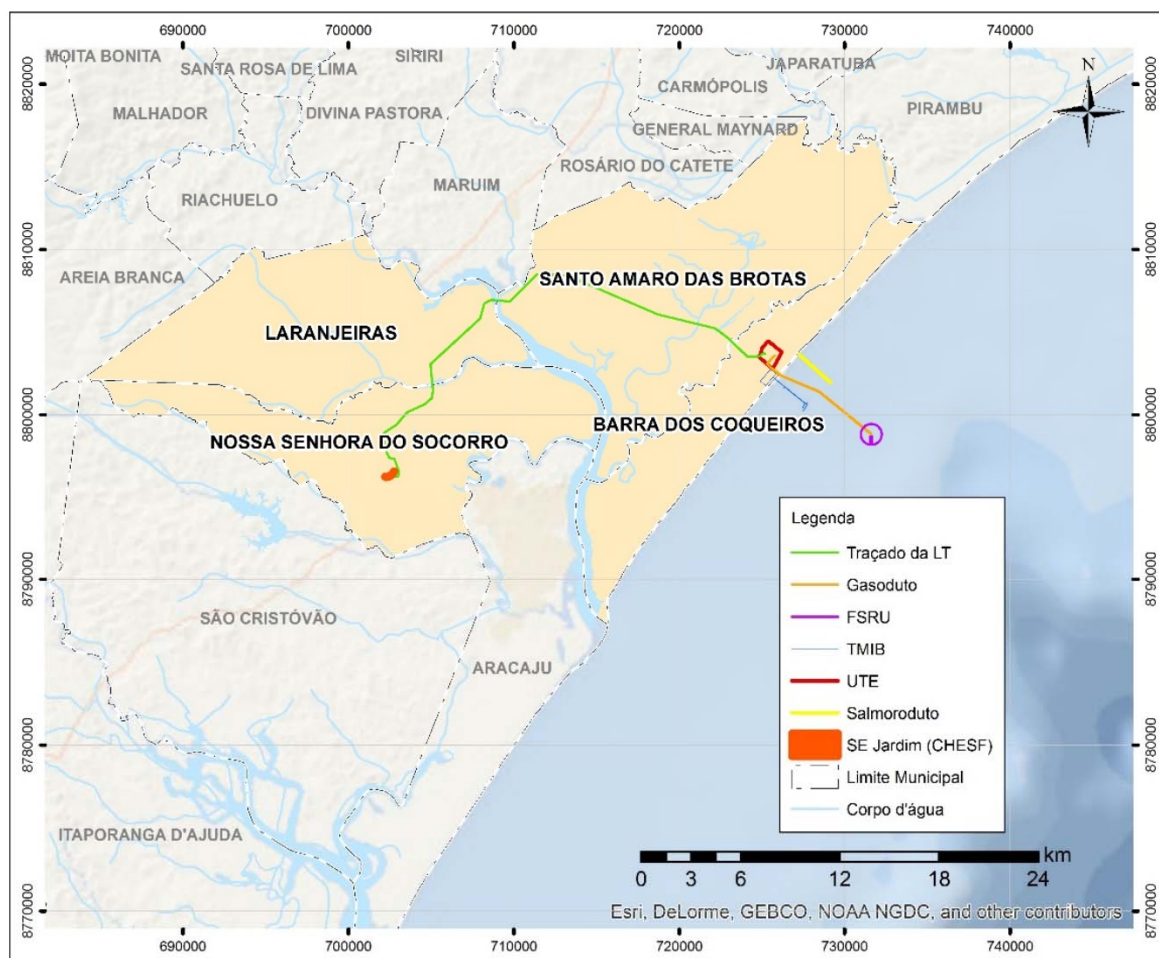 690000 700000 710000 720000 730000 740000
MOITA BONITA
SIRIRI
JAPARATUBA
N
SANTA ROSA DE LIMA
CARMÓPOLIS
8820000
8820000
MALHADOR
DIVINA PASTORA
PIRAMBU
GENERAL MAYNARD
ROSÁRIO DO CATETE
MARUIM
RIACHUELO
8810000
8810000
AREIA BRANCA
SANTO AMARO DAS BROTAS
LARANJEIRAS
8800000
8800000
BARRA DOS COQUEIROS
NOSSA SENHORA DO SOCORRO
Legenda
Traçado da LT
Gasoduto
FSRU
TMIB
UTE
Salmoroduto
SE Jardim (CHESF)
Limite Municipal
Corpo d'água
8790000
8790000
SÃO CRISTÓVÃO
ARACAJU
8780000
8780000
ITAPORANGA D'AJUDA
km
0 3 6 12 18 24
Esri, DeLorme, GEBCO, NOAA NGDC, and other contributors
8770000
8770000
690000 700000 710000 720000 730000 740000